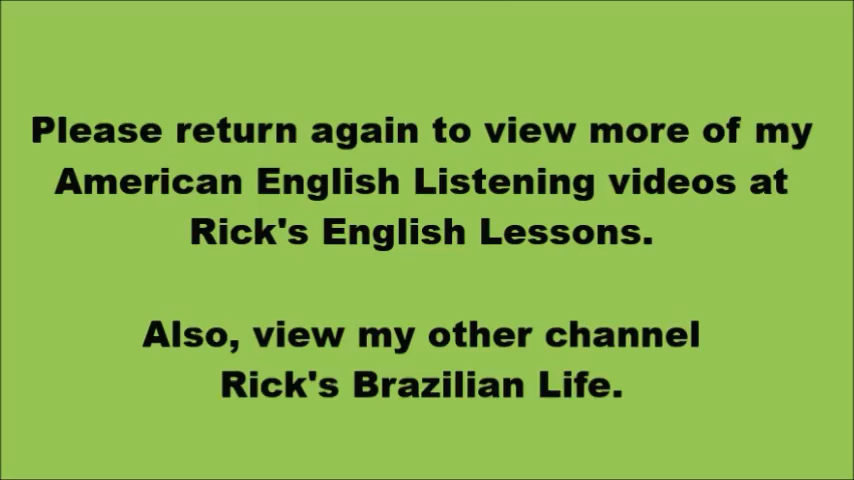 Please return again to view more of my
American English Listening videos at
Rick's English Lessons.
Also, view my other channel
Rick's Brazilian Life.